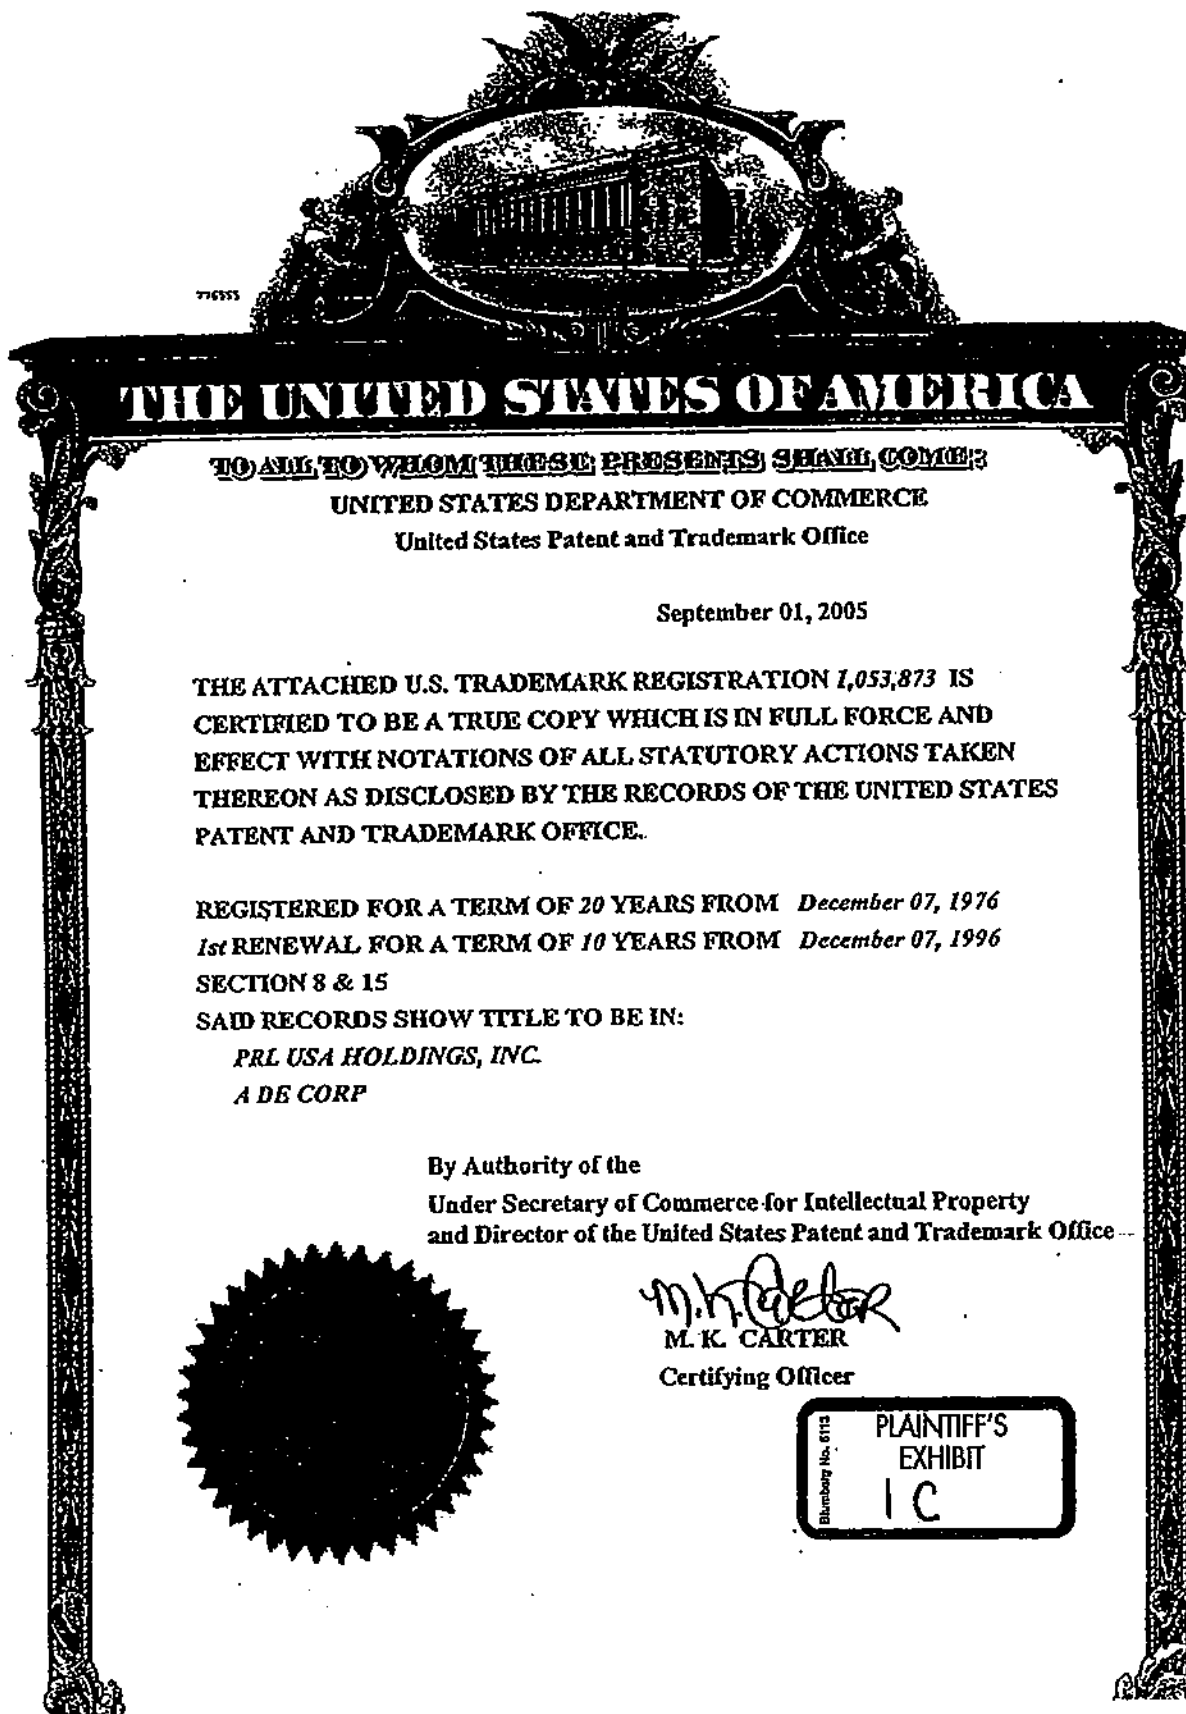 THE UNITED STATES OF AMERICA
TO ALL TO WHOM THESE PRESENTS SHALL COME:
UNITED STATES DEPARTMENT OF COMMERCE
United States Patent and Trademark Office
September 01, 2005
THE ATTACHED U.S. TRADEMARK REGISTRATION 1,053,873 IS
CERTIFIED TO BE A TRUE COPY WHICH IS IN FULL FORCE AND
EFFECT WITH NOTATIONS OF ALL STATUTORY ACTIONS TAKEN
THEREON AS DISCLOSED BY THE RECORDS OF THE UNITED STATES
PATENT AND TRADEMARK OFFICE.
REGISTERED FOR A TERM OF 20 YEARS FROM December 07, 1976
1st RENEWAL FOR A TERM OF 10 YEARS FROM December 07, 1996
SECTION 8 & 15
SAID RECORDS SHOW TITLE TO BE IN:
PRL USA HOLDINGS, INC.
A DE CORP
By Authority of the
Under Secretary of Commerce for Intellectual Property
and Director of the United States Patent and Trademark Office
M. K. Carter
M. K. CARTER
Certifying Officer
Blumberg No. 5113
PLAINTIFF'S
EXHIBIT
1 C